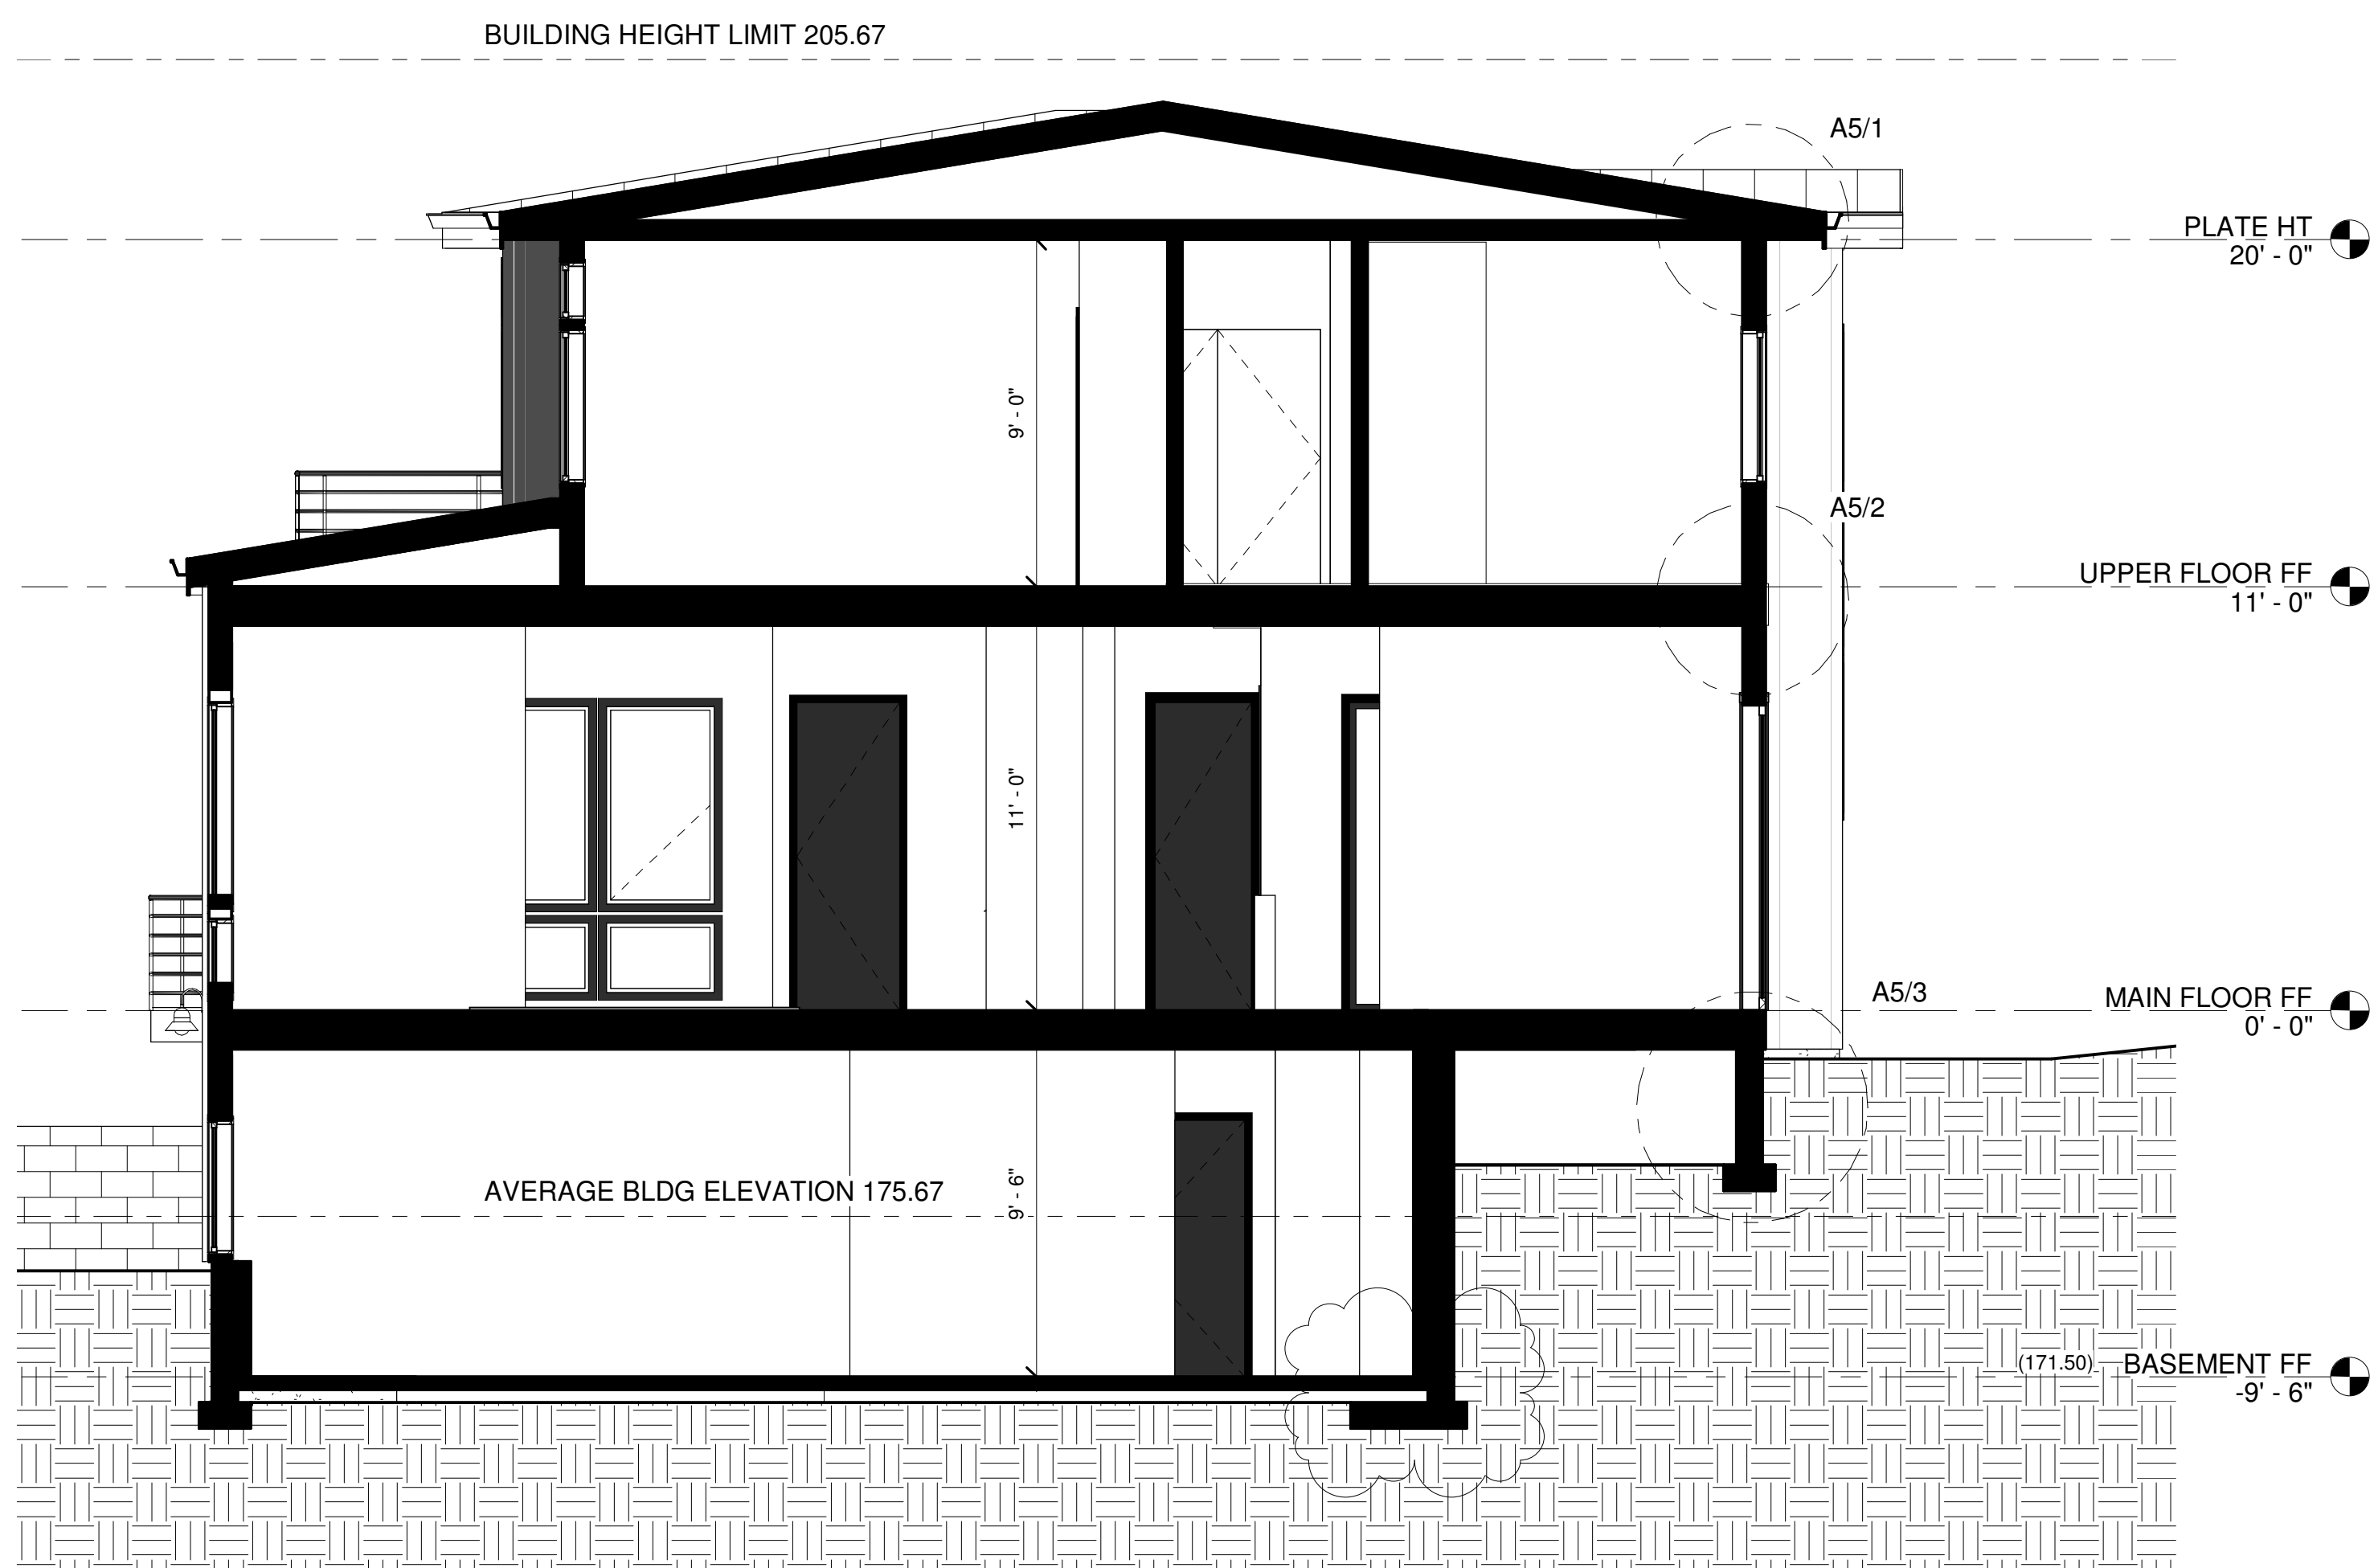 BUILDING HEIGHT LIMIT 205.67
A5/1
PLATE HT
20' - 0"
9' - 0"
A5/2
UPPER FLOOR FF
11' - 0"
11' - 0"
A5/3
MAIN FLOOR FF
0' - 0"
AVERAGE BLDG ELEVATION 175.67
9' - 6"
(171.50)
BASEMENT FF
-9' - 6"